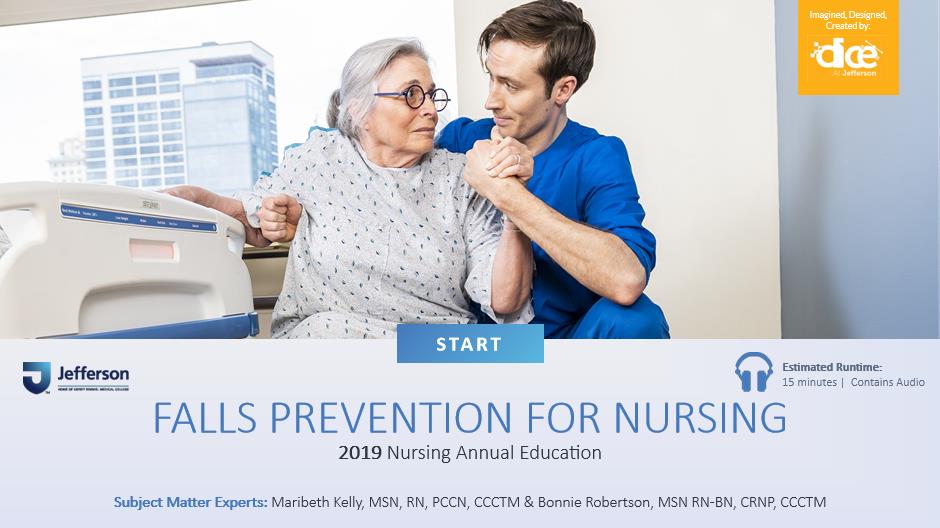 Imagined, Designed,
Created by:
dice
At Jefferson
stryker
START
Jefferson
HOME OF SIDNEY KIMMEL MEDICAL COLLEGE
Estimated Runtime:
15 minutes | Contains Audio
FALLS PREVENTION FOR NURSING
2019 Nursing Annual Education
Subject Matter Experts: Maribeth Kelly, MSN, RN, PCCN, CCCTM & Bonnie Robertson, MSN RN-BN, CRNP, CCCTM